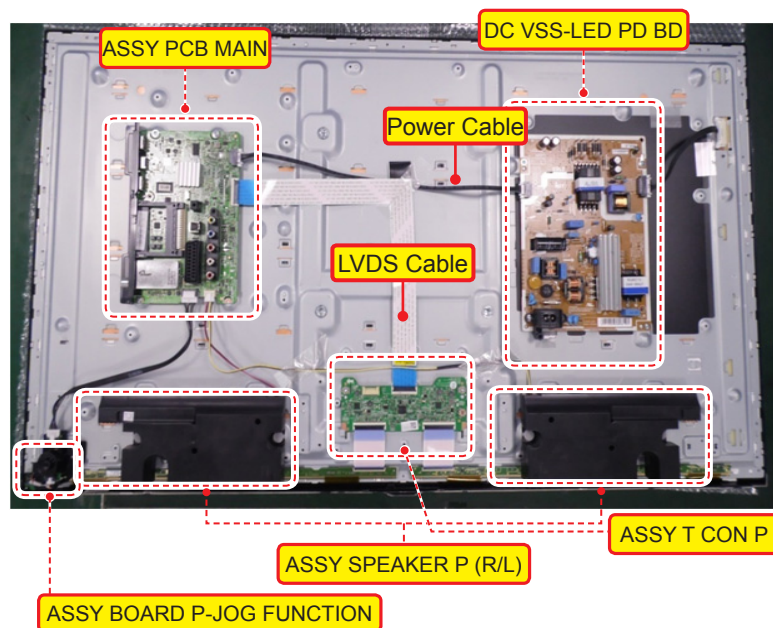 DC VSS-LED PD BD
ASSY PCB MAIN
Power Cable
LVDS Cable
ASSY T CON P
ASSY SPEAKER P (R/L)
ASSY BOARD P-JOG FUNCTION